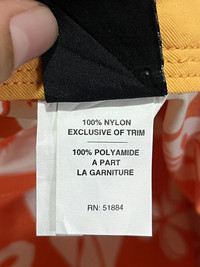 100% NYLON
EXCLUSIVE OF TRIM
100% POLYAMIDE
A PART
LA GARNITURE
RN: 51884